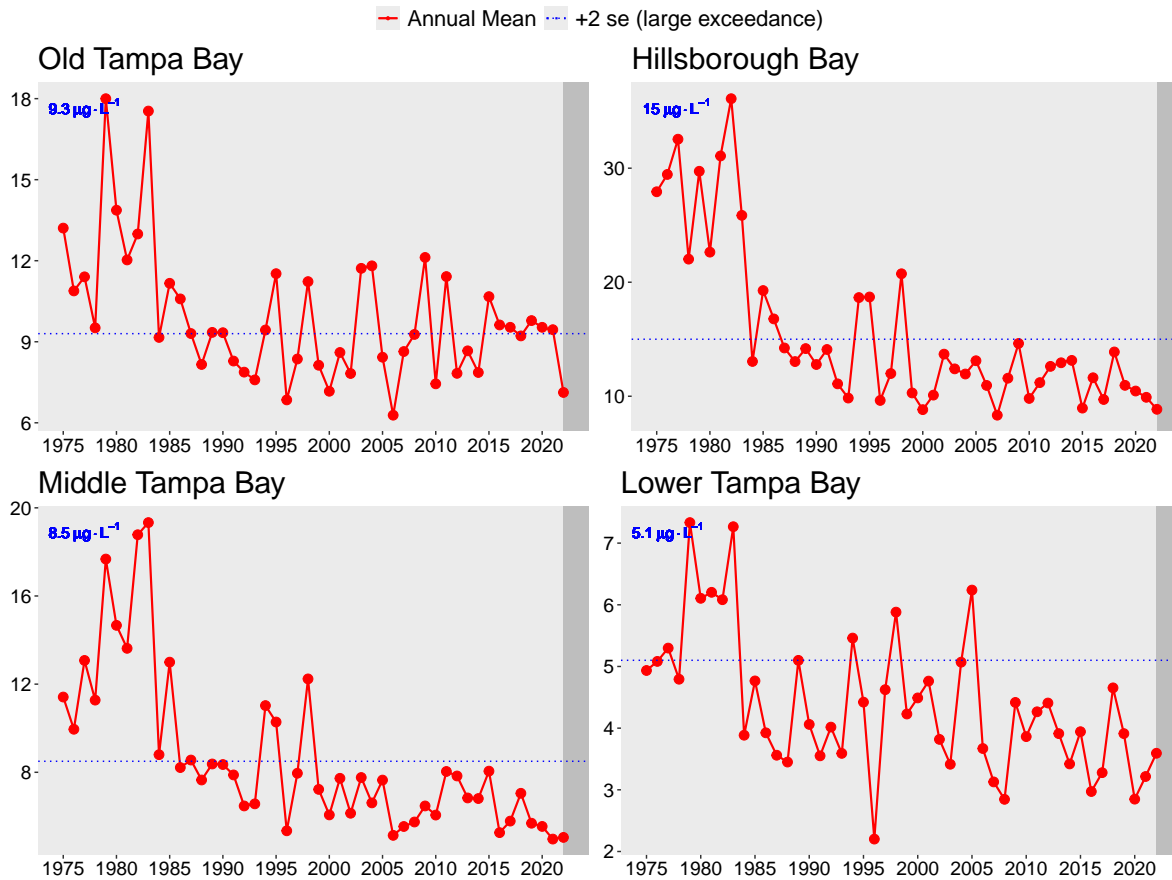 Annual Mean +2 se (large exceedance)
Old Tampa Bay Hillsborough Bay
18
15
12
9
6
9.3 μg·L⁻¹
1975 1980 1985 1990 1995 2000 2005 2010 2015 2020
30
20
10
15 μg·L⁻¹
1975 1980 1985 1990 1995 2000 2005 2010 2015 2020
Middle Tampa Bay Lower Tampa Bay
20
16
12
8
8.5 μg·L⁻¹
1975 1980 1985 1990 1995 2000 2005 2010 2015 2020
7
6
5
4
3
2
5.1 μg·L⁻¹
1975 1980 1985 1990 1995 2000 2005 2010 2015 2020